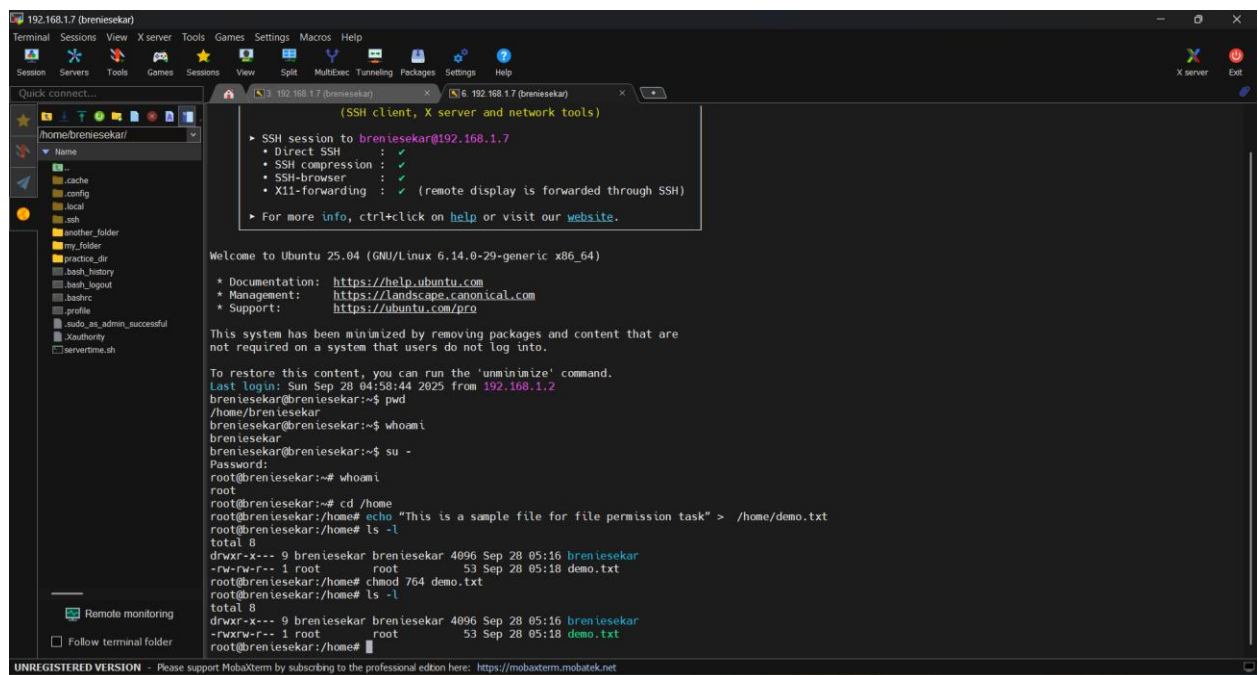 192.168.1.7 (breniesekar)
Terminal Sessions View X server Tools Games Settings Macros Help
Session Servers Tools Games Sessions View Split MultiExec Tunneling Packages Settings Help X server Exit
Quick connect...
3. 192.168.1.7 (breniesekar)
6. 192.168.1.7 (breniesekar)
/home/breniesekar/
Name
..
.cache
.config
.local
.ssh
another_folder
my_folder
practice_dir
.bash_history
.bash_logout
.bashrc
.profile
.sudo_as_admin_successful
.Xauthority
servertime.sh
Remote monitoring
Follow terminal folder
(SSH client, X server and network tools)
➤ SSH session to breniesekar@192.168.1.7
• Direct SSH : ✔
• SSH compression : ✔
• SSH-browser : ✔
• X11-forwarding : ✔ (remote display is forwarded through SSH)
➤ For more info, ctrl+click on help or visit our website.
Welcome to Ubuntu 25.04 (GNU/Linux 6.14.0-29-generic x86_64)
* Documentation: https://help.ubuntu.com
* Management: https://landscape.canonical.com
* Support: https://ubuntu.com/pro
This system has been minimized by removing packages and content that are
not required on a system that users do not log into.
To restore this content, you can run the 'unminimize' command.
Last login: Sun Sep 28 04:58:44 2025 from 192.168.1.2
breniesekar@breniesekar:~$ pwd
/home/breniesekar
breniesekar@breniesekar:~$ whoami
breniesekar
breniesekar@breniesekar:~$ su -
Password:
root@breniesekar:~# whoami
root
root@breniesekar:~# cd /home
root@breniesekar:/home# echo “This is a sample file for file permission task” > /home/demo.txt
root@breniesekar:/home# ls -l
total 8
drwxr-x--- 9 breniesekar breniesekar 4096 Sep 28 05:16 breniesekar
-rw-rw-r-- 1 root root 53 Sep 28 05:18 demo.txt
root@breniesekar:/home# chmod 764 demo.txt
root@breniesekar:/home# ls -l
total 8
drwxr-x--- 9 breniesekar breniesekar 4096 Sep 28 05:16 breniesekar
-rwxrw-r-- 1 root root 53 Sep 28 05:18 demo.txt
root@breniesekar:/home#
UNREGISTERED VERSION - Please support MobaXterm by subscribing to the professional edition here: https://mobaxterm.mobatek.net